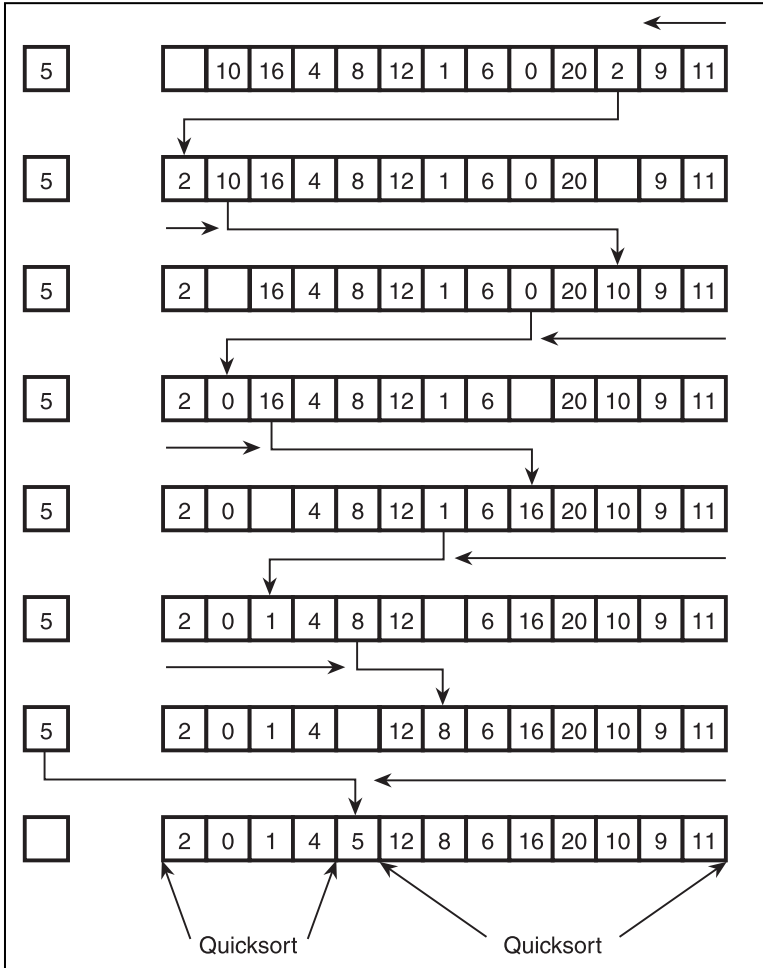 5 10 16 4 8 12 1 6 0 20 2 9 11
5 2 10 16 4 8 12 1 6 0 20 9 11
5 2 16 4 8 12 1 6 0 20 10 9 11
5 2 0 16 4 8 12 1 6 20 10 9 11
5 2 0 4 8 12 1 6 16 20 10 9 11
5 2 0 1 4 8 12 6 16 20 10 9 11
5 2 0 1 4 12 8 6 16 20 10 9 11
2 0 1 4 5 12 8 6 16 20 10 9 11
Quicksort Quicksort